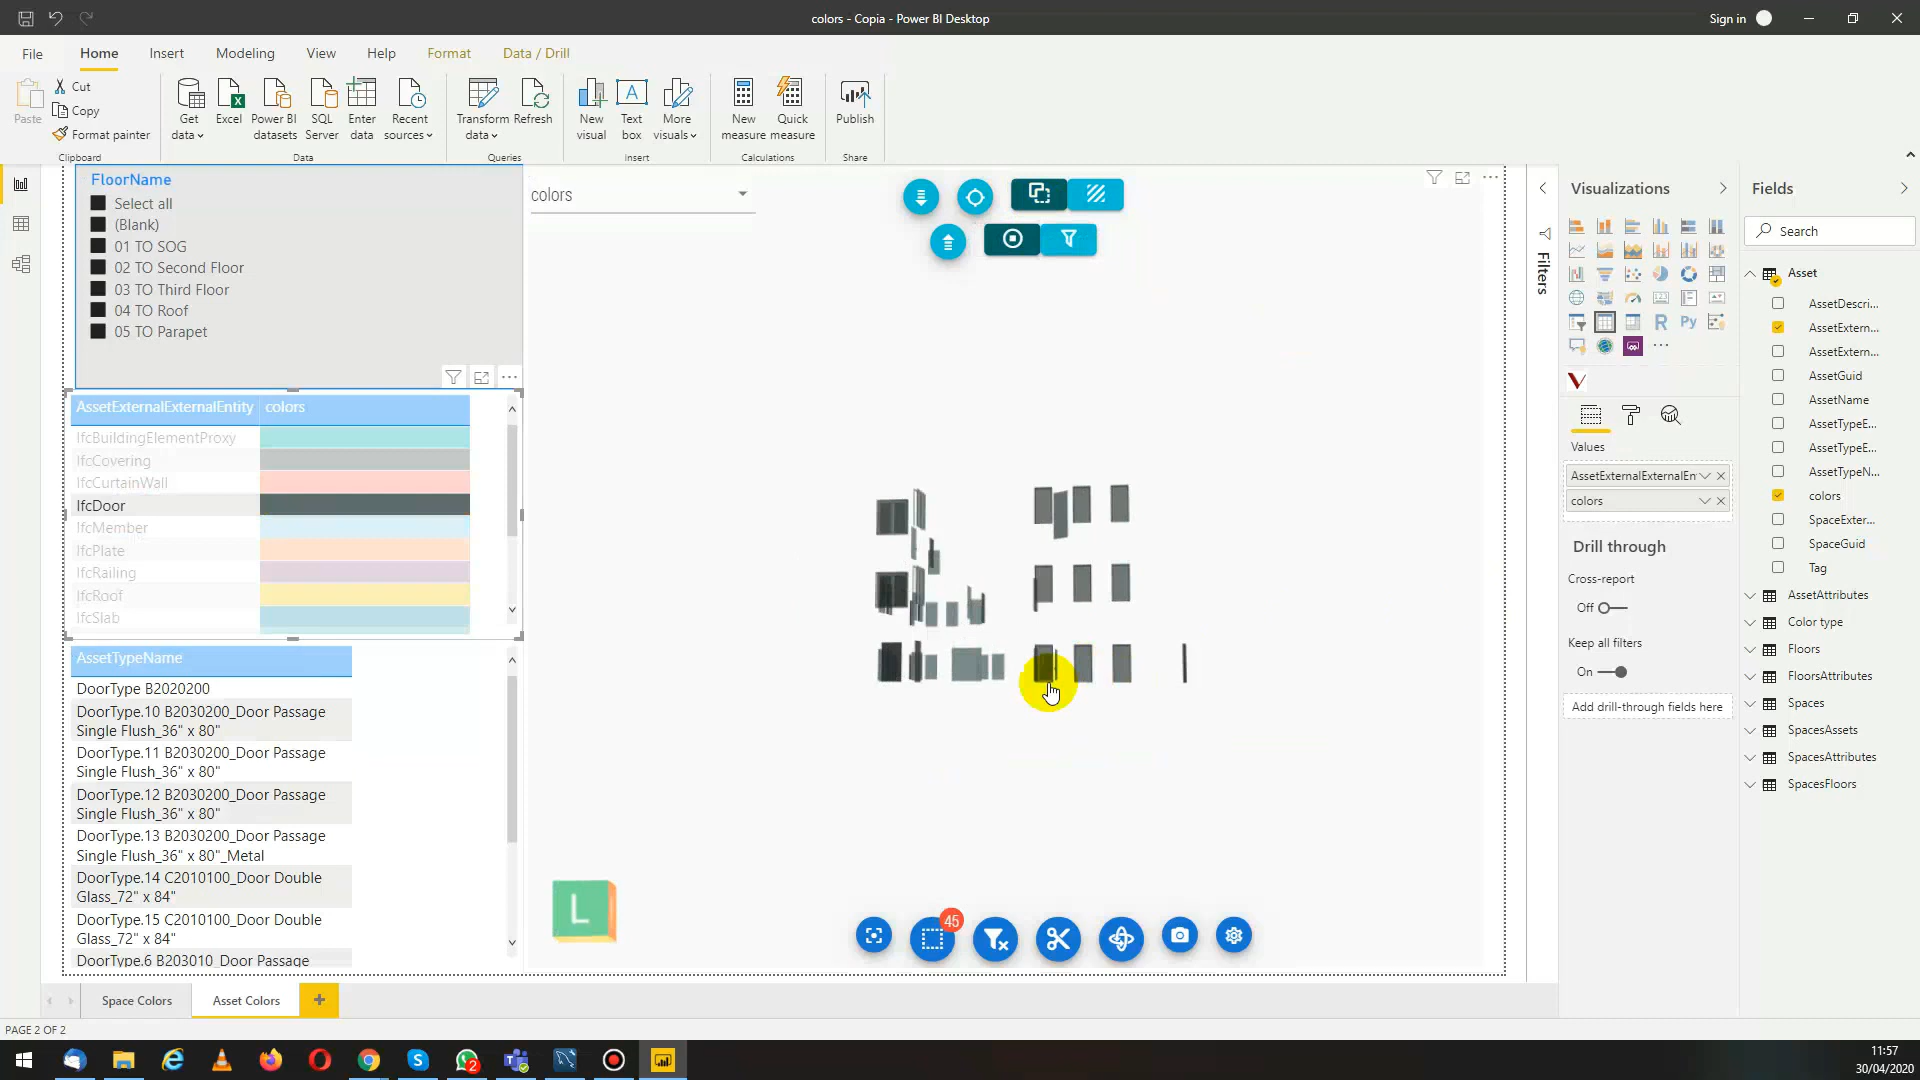 colors - Copia - Power BI Desktop
Sign in
File
Home
Insert
Modeling
View
Help
Format
Data / Drill
Paste
Cut
Copy
Format painter
Clipboard
Get data
Excel
Power BI datasets
SQL Server
Enter data
Recent sources
Data
Transform data
Refresh
Queries
New visual
Text box
More visuals
Insert
New measure
Quick measure
Calculations
Publish
Share
FloorName
Select all
(Blank)
01 TO SOG
02 TO Second Floor
03 TO Third Floor
04 TO Roof
05 TO Parapet
AssetExternalExternalEntity
colors
IfcBuildingElementProxy
IfcCovering
IfcCurtainWall
IfcDoor
IfcMember
IfcPlate
IfcRailing
IfcRoof
IfcSlab
AssetTypeName
DoorType B2020200
DoorType.10 B2030200_Door Passage
Single Flush_36" x 80"
DoorType.11 B2030200_Door Passage
Single Flush_36" x 80"
DoorType.12 B2030200_Door Passage
Single Flush_36" x 80"
DoorType.13 B2030200_Door Passage
Single Flush_36" x 80"_Metal
DoorType.14 C2010100_Door Double
Glass_72" x 84"
DoorType.15 C2010100_Door Double
Glass_72" x 84"
DoorType.6 B203010_Door Passage
colors
L
45
Filters
Visualizations
R
Py
Values
AssetExternalExternalEn
colors
Drill through
Cross-report
Off
Keep all filters
On
Add drill-through fields here
Fields
Search
Asset
AssetDescri...
AssetExtern...
AssetExtern...
AssetGuid
AssetName
AssetTypeE...
AssetTypeE...
AssetTypeN...
colors
SpaceExter...
SpaceGuid
Tag
AssetAttributes
Color type
Floors
FloorsAttributes
Spaces
SpacesAssets
SpacesAttributes
SpacesFloors
Space Colors
Asset Colors
PAGE 2 OF 2
2
11:57
30/04/2020